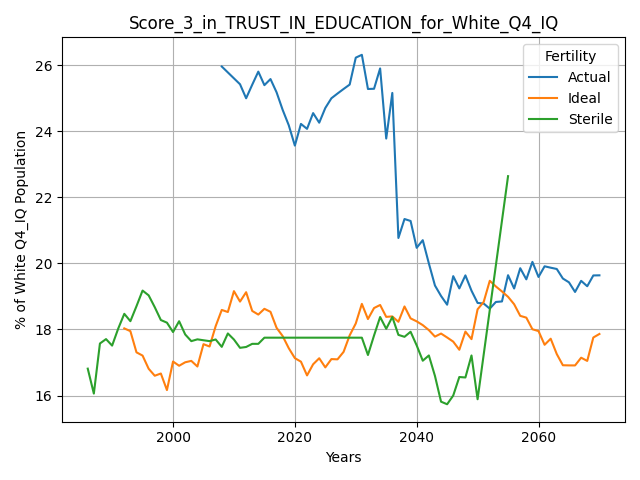 Score_3_in_TRUST_IN_EDUCATION_for_White_Q4_IQ
Fertility
Actual
Ideal
Sterile
% of White Q4_IQ Population
26
24
22
20
18
16
2000
2020
2040
2060
Years